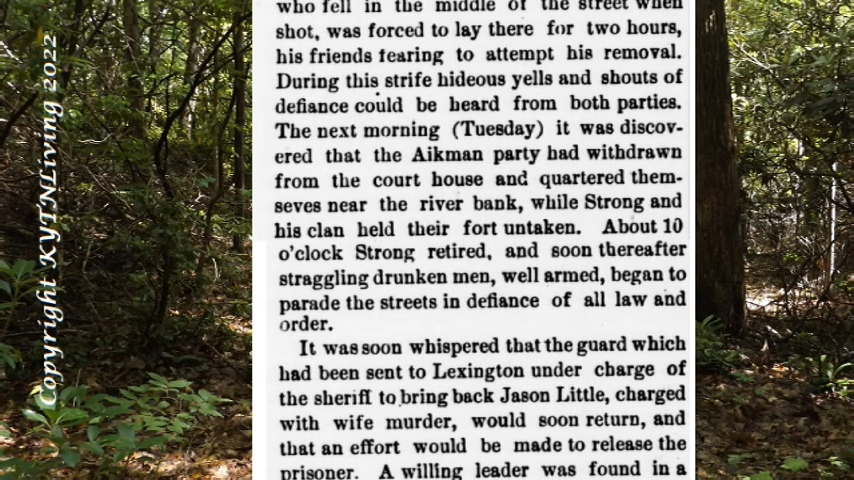 who fell in the middle of the street when
shot, was forced to lay there for two hours,
his friends fearing to attempt his removal.
During this strife hideous yells and shouts of
defiance could be heard from both parties.
The next morning (Tuesday) it was discov-
ered that the Aikman party had withdrawn
from the court house and quartered them-
seves near the river bank, while Strong and
his clan held their fort untaken. About 10
o'clock Strong retired, and soon thereafter
straggling drunken men, well armed, began to
parade the streets in defiance of all law and
order.
It was soon whispered that the guard which
had been sent to Lexington under charge of
the sheriff to bring back Jason Little, charged
with wife murder, would soon return, and
that an effort would be made to release the
prisoner. A willing leader was found in a
Copyright KYTNLiving 2022